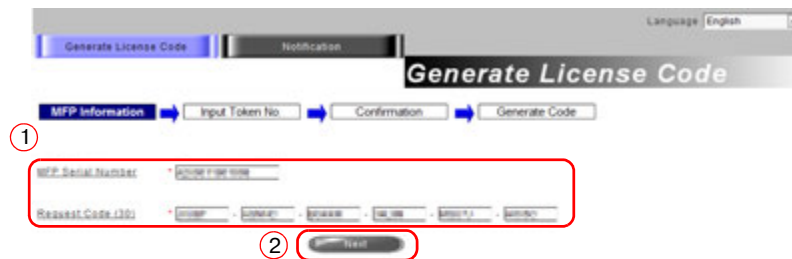 Language English
Generate License Code Notification
Generate License Code
MFP Information Input Token No. Confirmation Generate Code
1
MFP Serial Number *
Request Code (30) * - - - - -
2 Next